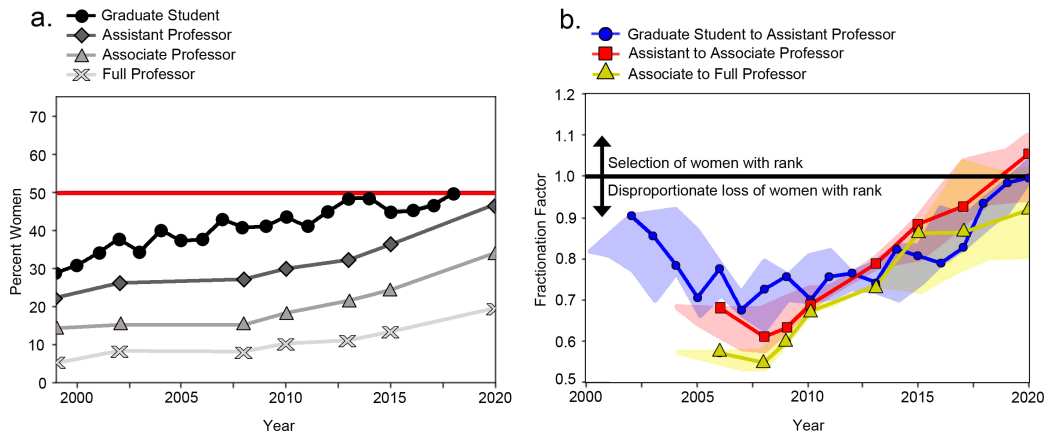 a.
Graduate Student
Assistant Professor
Associate Professor
Full Professor
Percent Women
70
60
50
40
30
20
10
0
2000
2005
2010
2015
2020
Year
b.
Graduate Student to Assistant Professor
Assistant to Associate Professor
Associate to Full Professor
Fractionation Factor
1.2
1.1
1.0
0.9
0.8
0.7
0.6
0.5
Selection of women with rank
Disproportionate loss of women with rank
2000
2005
2010
2015
2020
Year